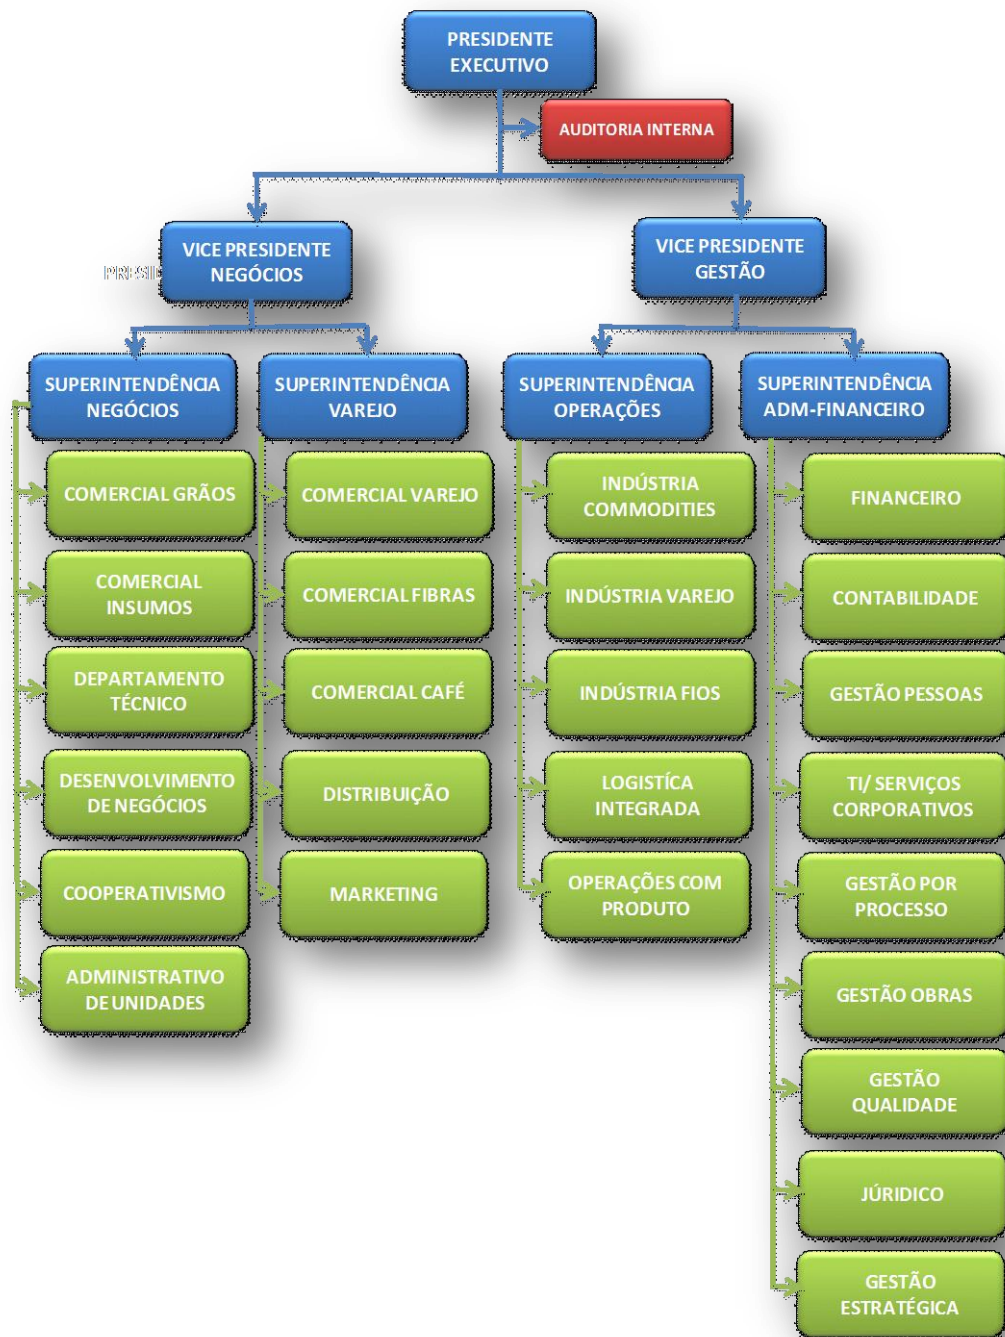 PRESIDENTE
EXECUTIVO
AUDITORIA INTERNA
VICE PRESIDENTE
NEGÓCIOS
VICE PRESIDENTE
GESTÃO
PRESID
SUPERINTENDÊNCIA
NEGÓCIOS
SUPERINTENDÊNCIA
VAREJO
SUPERINTENDÊNCIA
OPERAÇÕES
SUPERINTENDÊNCIA
ADM-FINANCEIRO
COMERCIAL GRÃOS
COMERCIAL
INSUMOS
DEPARTAMENTO
TÉCNICO
DESENVOLVIMENTO
DE NEGÓCIOS
COOPERATIVISMO
ADMINISTRATIVO
DE UNIDADES
COMERCIAL VAREJO
COMERCIAL FIBRAS
COMERCIAL CAFÉ
DISTRIBUIÇÃO
MARKETING
INDÚSTRIA
COMMODITIES
INDÚSTRIA VAREJO
INDÚSTRIA FIOS
LOGISTÍCA
INTEGRADA
OPERAÇÕES COM
PRODUTO
FINANCEIRO
CONTABILIDADE
GESTÃO PESSOAS
TI/ SERVIÇOS
CORPORATIVOS
GESTÃO POR
PROCESSO
GESTÃO OBRAS
GESTÃO
QUALIDADE
JÚRIDICO
GESTÃO
ESTRATÉGICA